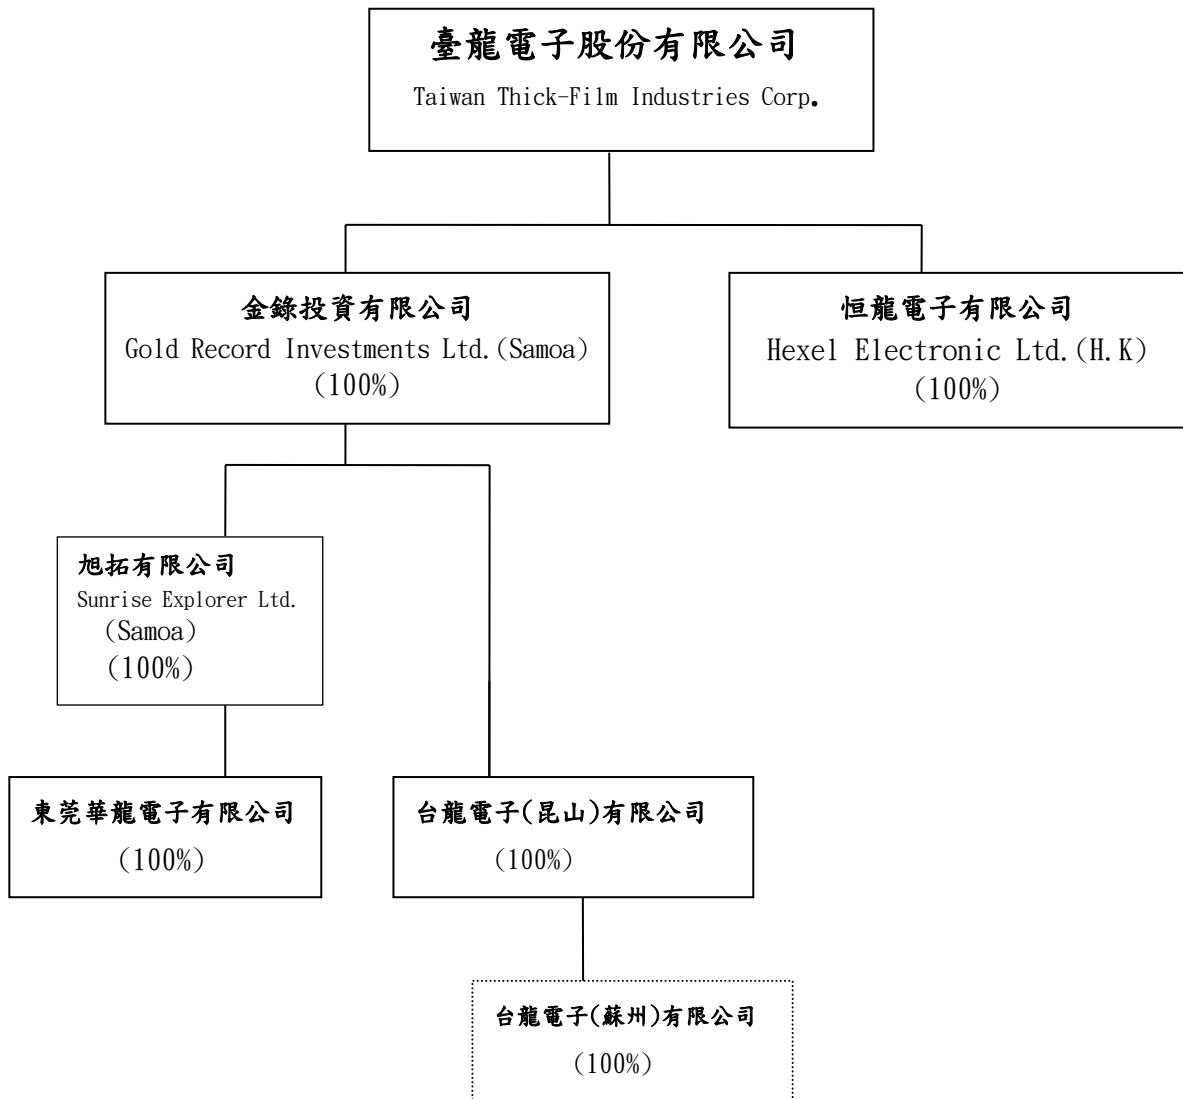 臺龍電子股份有限公司
Taiwan Thick-Film Industries Corp.
金錄投資有限公司
Gold Record Investments Ltd.(Samoa)
(100%)
恒龍電子有限公司
Hexel Electronic Ltd.(H.K)
(100%)
旭拓有限公司
Sunrise Explorer Ltd.
(Samoa)
(100%)
東莞華龍電子有限公司
(100%)
台龍電子(昆山)有限公司
(100%)
台龍電子(蘇州)有限公司
(100%)